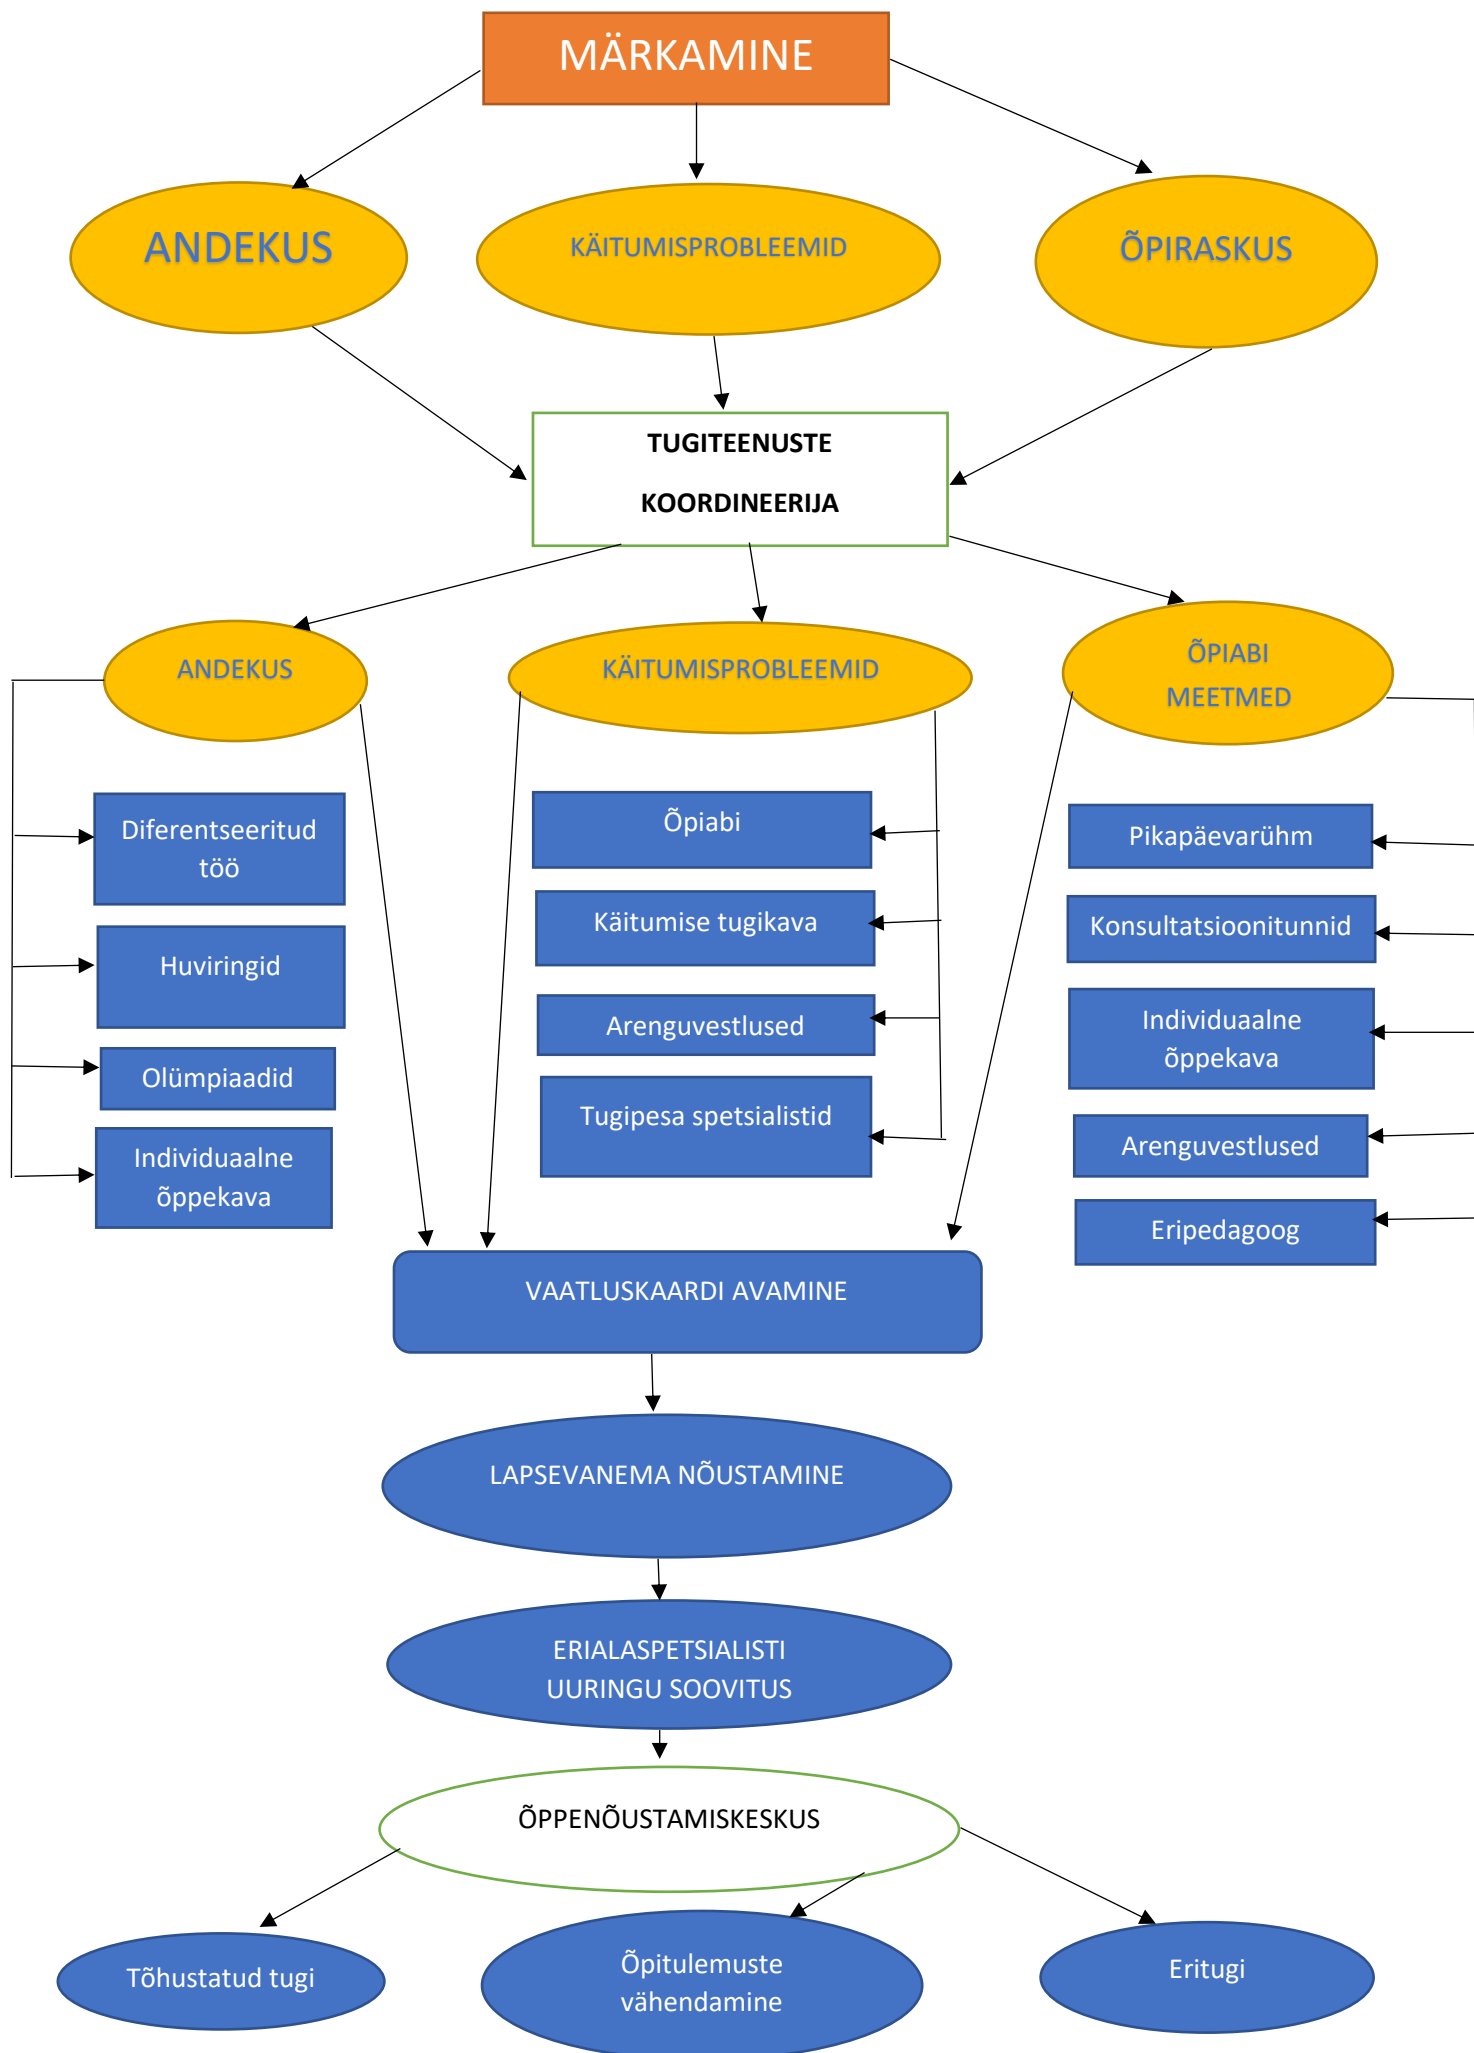 MÄRKAMINE
ANDEKUS
KÄITUMISPROBLEEMID
ÕPIRASKUS
TUGITEENUSTE
KOORDINEERIJA
ANDEKUS
KÄITUMISPROBLEEMID
ÕPIABI
MEETMED
Diferentseeritud
töö
Huviringid
Olümpiaadid
Individuaalne
õppekava
Õpiabi
Käitumise tugikava
Arenguvestlused
Tugipesa spetsialistid
Pikapäevarühm
Konsultatsioonitunnid
Individuaalne
õppekava
Arenguvestlused
Eripedagoog
VAATLUSKAARDI AVAMINE
LAPSEVANEMA NÕUSTAMINE
ERIALASPETSIALISTI
UURINGU SOOVITUS
ÕPPENÕUSTAMISKESKUS
Tõhustatud tugi
Õpitulemuste
vähendamine
Eritugi